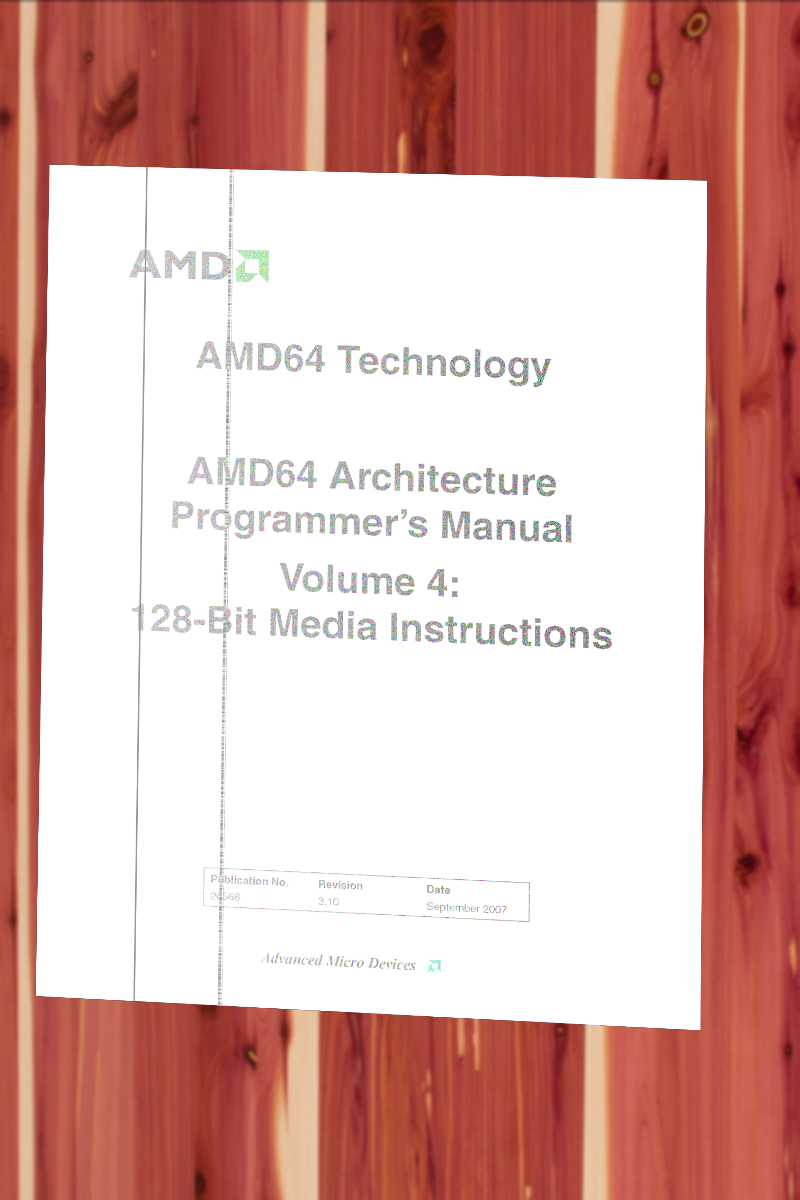 AMD
AMD64 Technology
AMD64 Architecture
Programmer’s Manual
Volume 4:
128-Bit Media Instructions
Publication No. Revision Date
26568 3.10 September 2007
Advanced Micro Devices